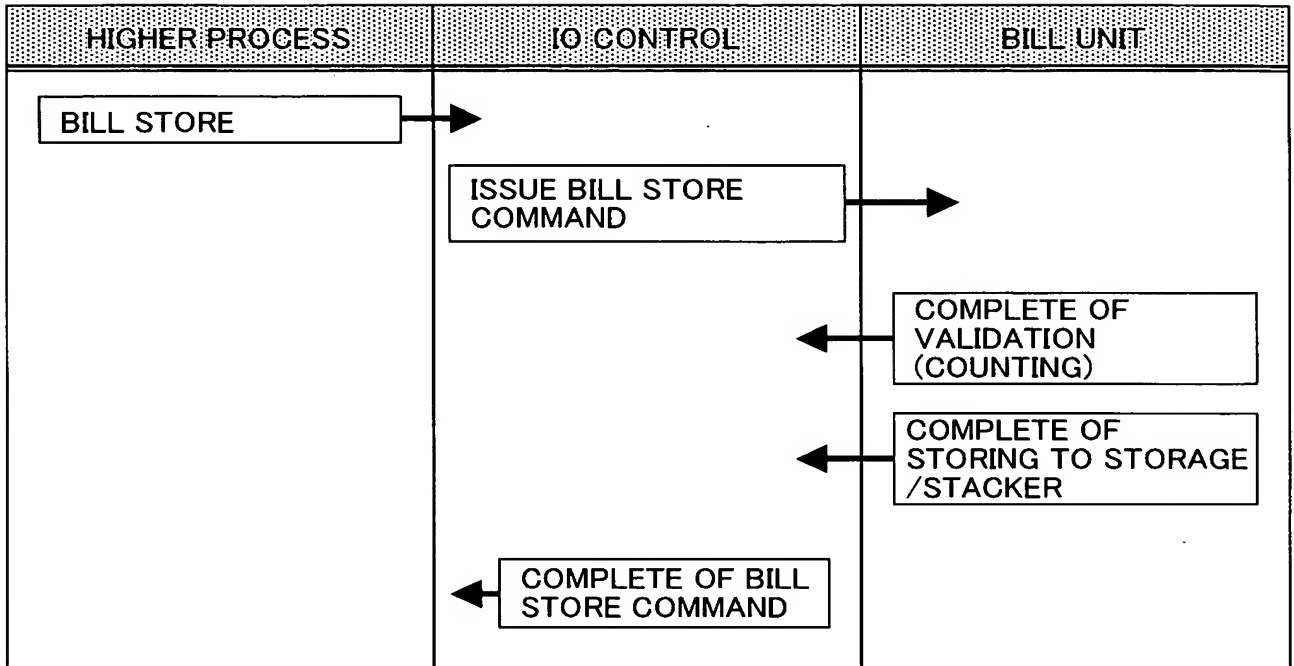 HIGHER PROCESS
IO CONTROL
BILL UNIT
BILL STORE
ISSUE BILL STORE
COMMAND
COMPLETE OF
VALIDATION
(COUNTING)
COMPLETE OF
STORING TO STORAGE
/STACKER
COMPLETE OF BILL
STORE COMMAND